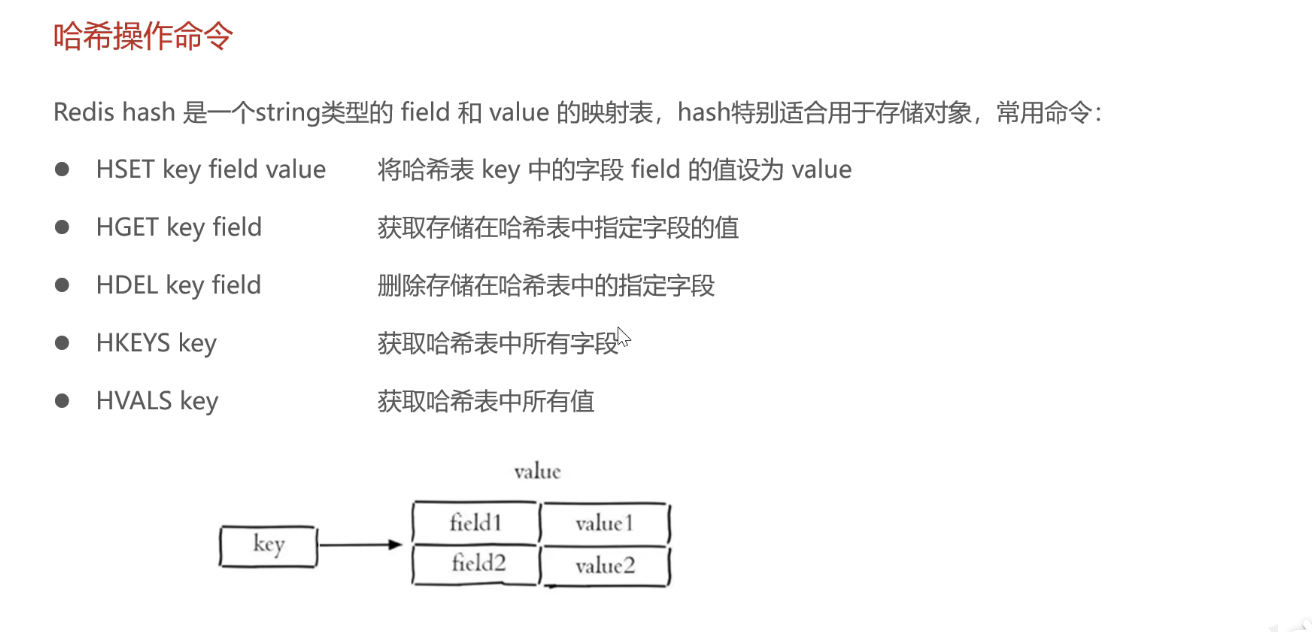 哈希操作命令
Redis hash 是一个string类型的 field 和 value 的映射表，hash特别适合用于存储对象，常用命令：
● HSET key field value 将哈希表 key 中的字段 field 的值设为 value
● HGET key field 获取存储在哈希表中指定字段的值
● HDEL key field 删除存储在哈希表中的指定字段
● HKEYS key 获取哈希表中所有字段
● HVALS key 获取哈希表中所有值
value
key
field1 value1
field2 value2